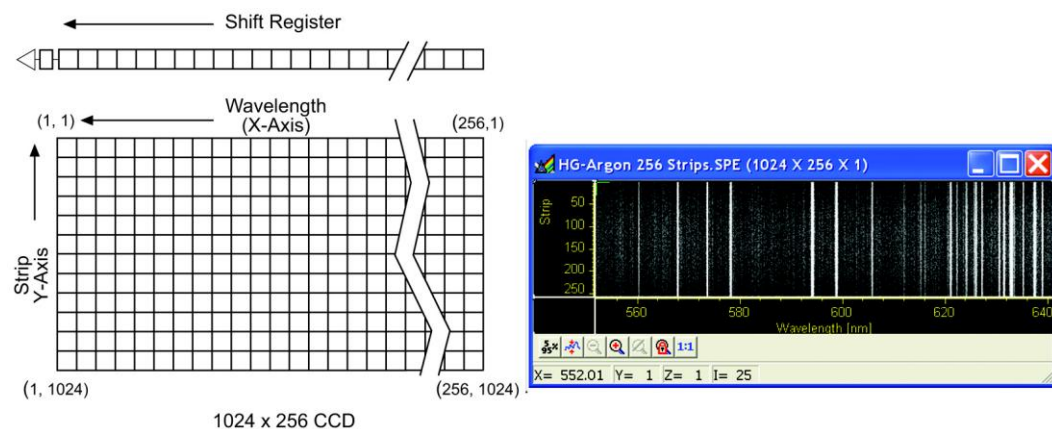 Shift Register
Wavelength
(X-Axis)
(1, 1)
(256,1)
Strip
Y-Axis
(1, 1024)
(256, 1024)
1024 x 256 CCD
HG-Argon 256 Strips.SPE (1024 X 256 X 1)
Strip
50
100
150
200
250
560
580
600
620
640
Wavelength [nm]
5
95%
1:1
X= 552.01 Y= 1 Z= 1 I= 25